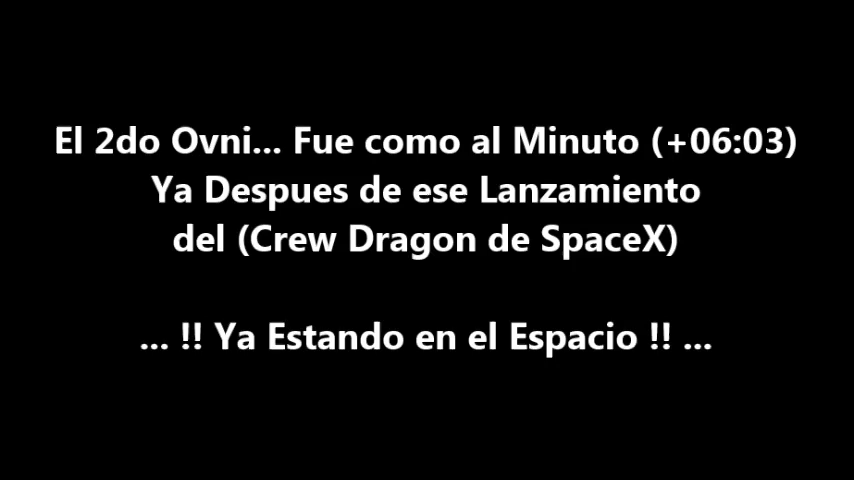 El 2do Ovni... Fue como al Minuto (+06:03)
Ya Despues de ese Lanzamiento
del (Crew Dragon de SpaceX)
... !! Ya Estando en el Espacio !! ...